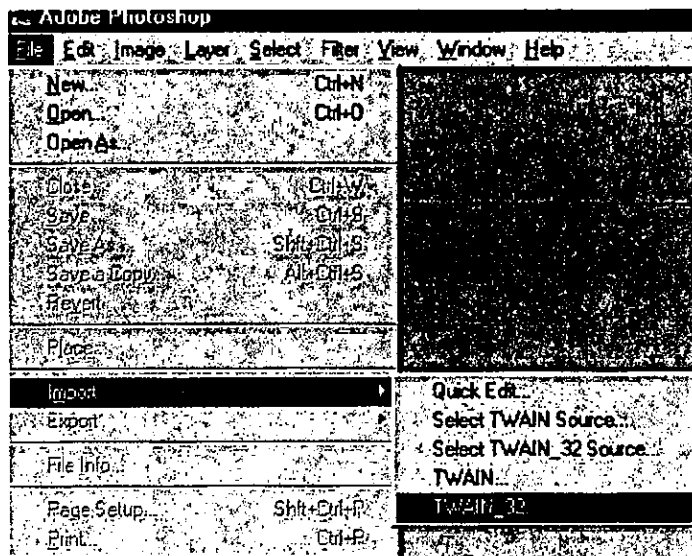 Adobe Photoshop
File Edit Image Layer Select Filter View Window Help
New... Ctrl+N
Open... Ctrl+O
Open As...
Close Ctrl+W
Save Ctrl+S
Save As... Shft+Ctrl+S
Save a Copy... Alt+Ctrl+S
Revert
Place...
Import
Export
File Info...
Page Setup... Shft+Ctrl+P
Print... Ctrl+P
Quick Edit...
Select TWAIN Source...
Select TWAIN_32 Source...
TWAIN...
TWAIN_32...